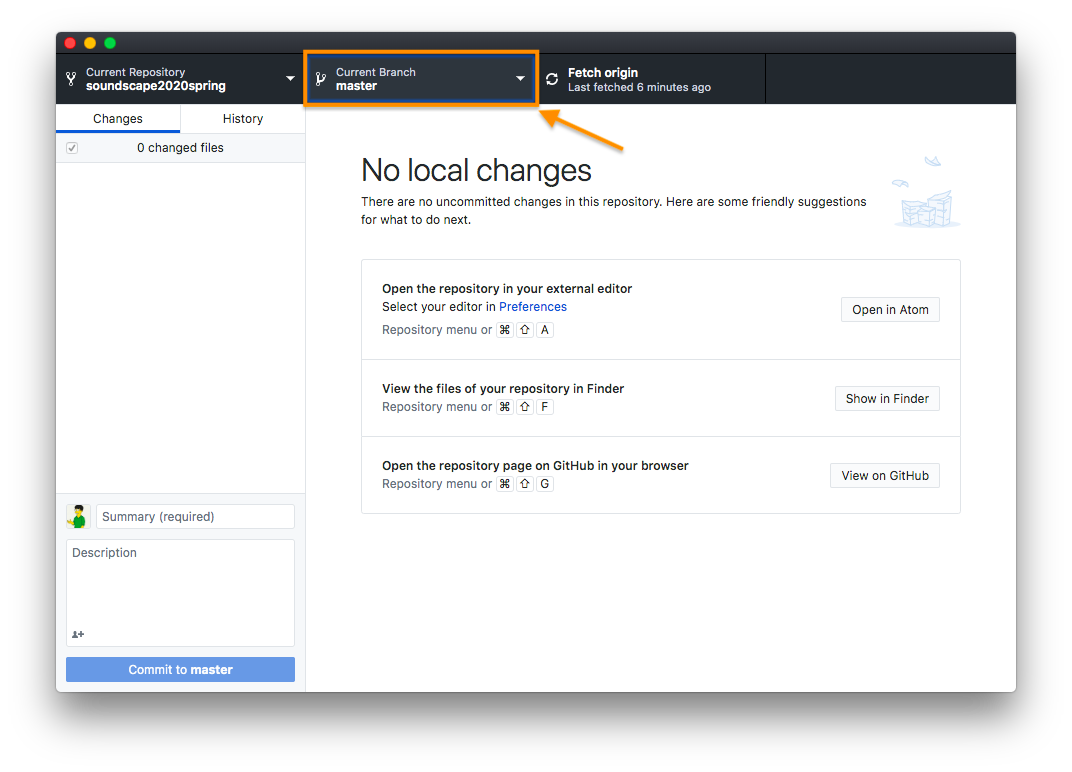 Current Repository
soundscape2020spring
Current Branch
master
Fetch origin
Last fetched 6 minutes ago
Changes
History
0 changed files
No local changes
There are no uncommitted changes in this repository. Here are some friendly suggestions
for what to do next.
Open the repository in your external editor
Select your editor in Preferences
Repository menu or ⌘ ⇧ A
Open in Atom
View the files of your repository in Finder
Repository menu or ⌘ ⇧ F
Show in Finder
Open the repository page on GitHub in your browser
Repository menu or ⌘ ⇧ G
View on GitHub
Summary (required)
Description
Commit to master